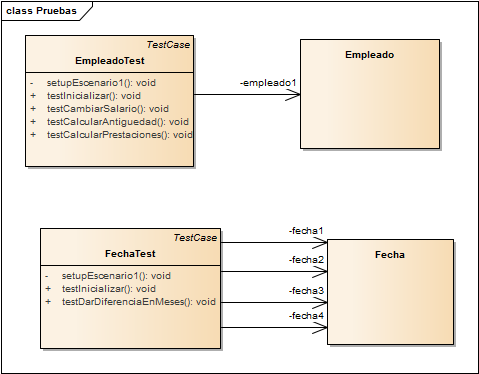 class Pruebas
TestCase
EmpleadoTest
- setupEscenario1(): void
+ testInicializar(): void
+ testCambiarSalario(): void
+ testCalcularAntiguedad(): void
+ testCalcularPrestaciones(): void
-empleado1
Empleado
TestCase
FechaTest
- setupEscenario1(): void
+ testInicializar(): void
+ testDarDiferenciaEnMeses(): void
-fecha1
-fecha2
-fecha3
-fecha4
Fecha